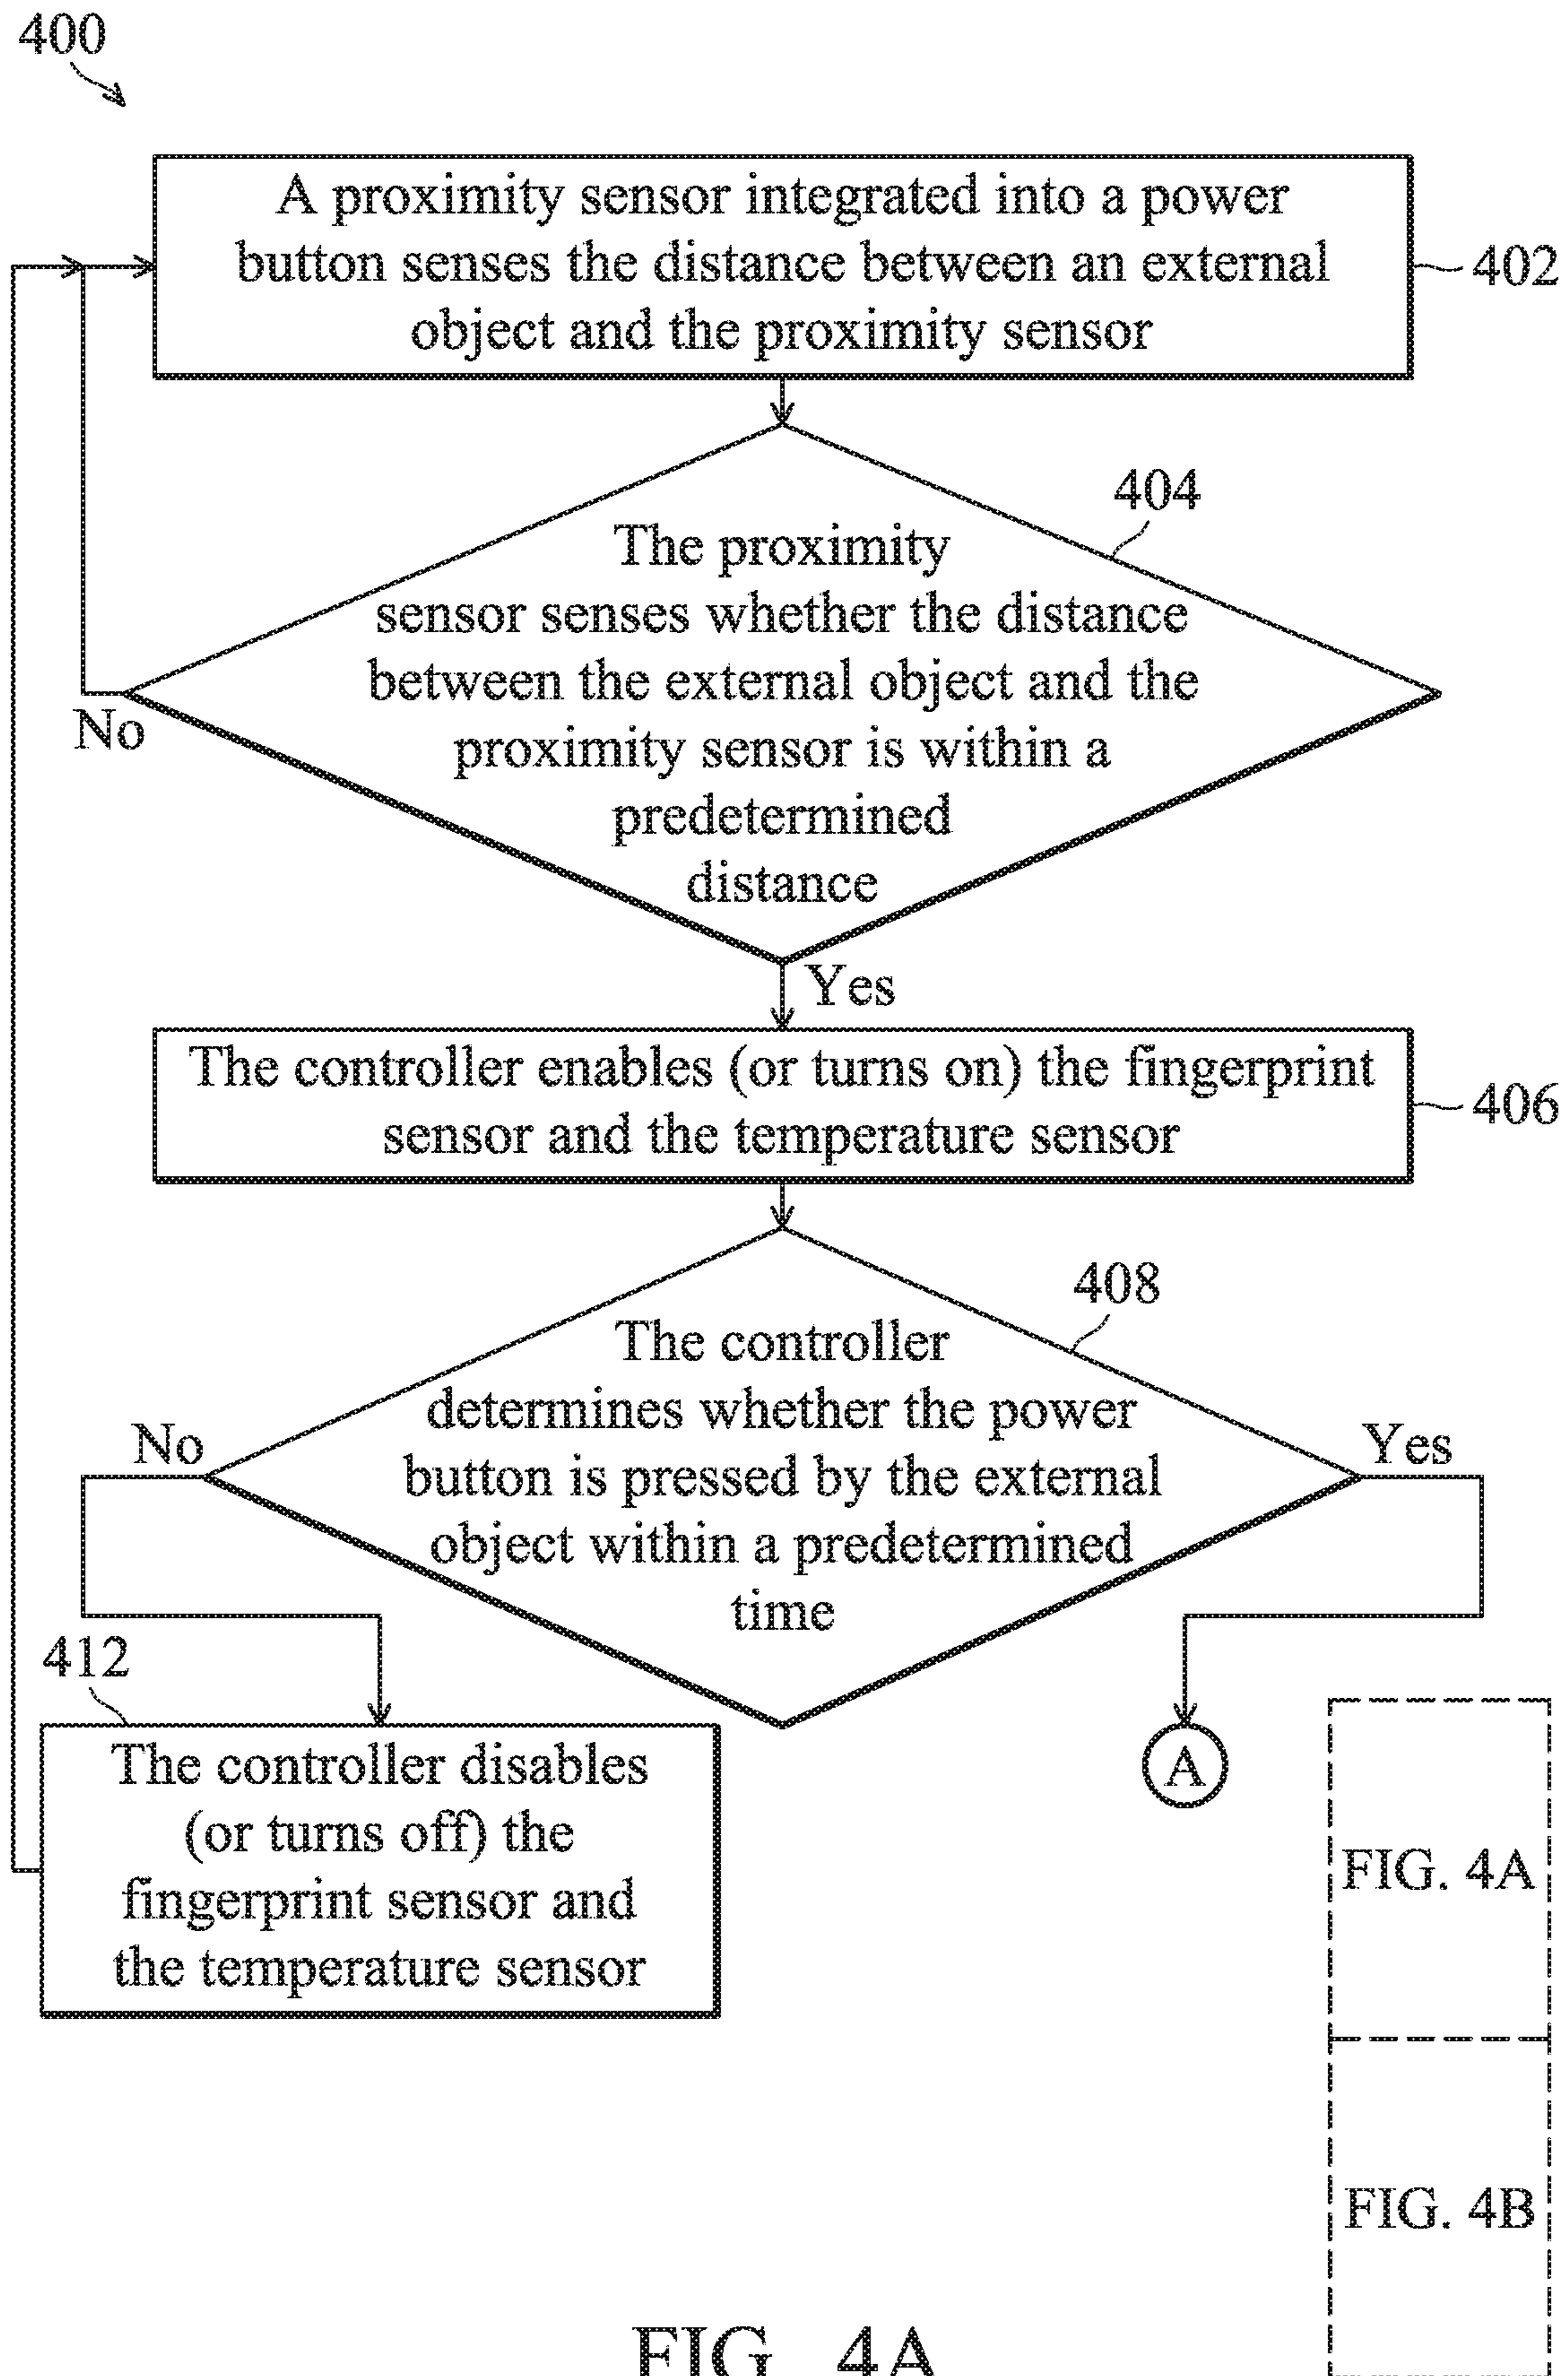 400
A proximity sensor integrated into a power
button senses the distance between an external
object and the proximity sensor
402
404
The proximity
sensor senses whether the distance
between the external object and the
proximity sensor is within a
predetermined
distance
No
Yes
The controller enables (or turns on) the fingerprint
sensor and the temperature sensor
406
408
The controller
determines whether the power
button is pressed by the external
object within a predetermined
time
No
Yes
412
The controller disables
(or turns off) the
fingerprint sensor and
the temperature sensor
A
FIG. 4A
FIG. 4B
FIG. 4A